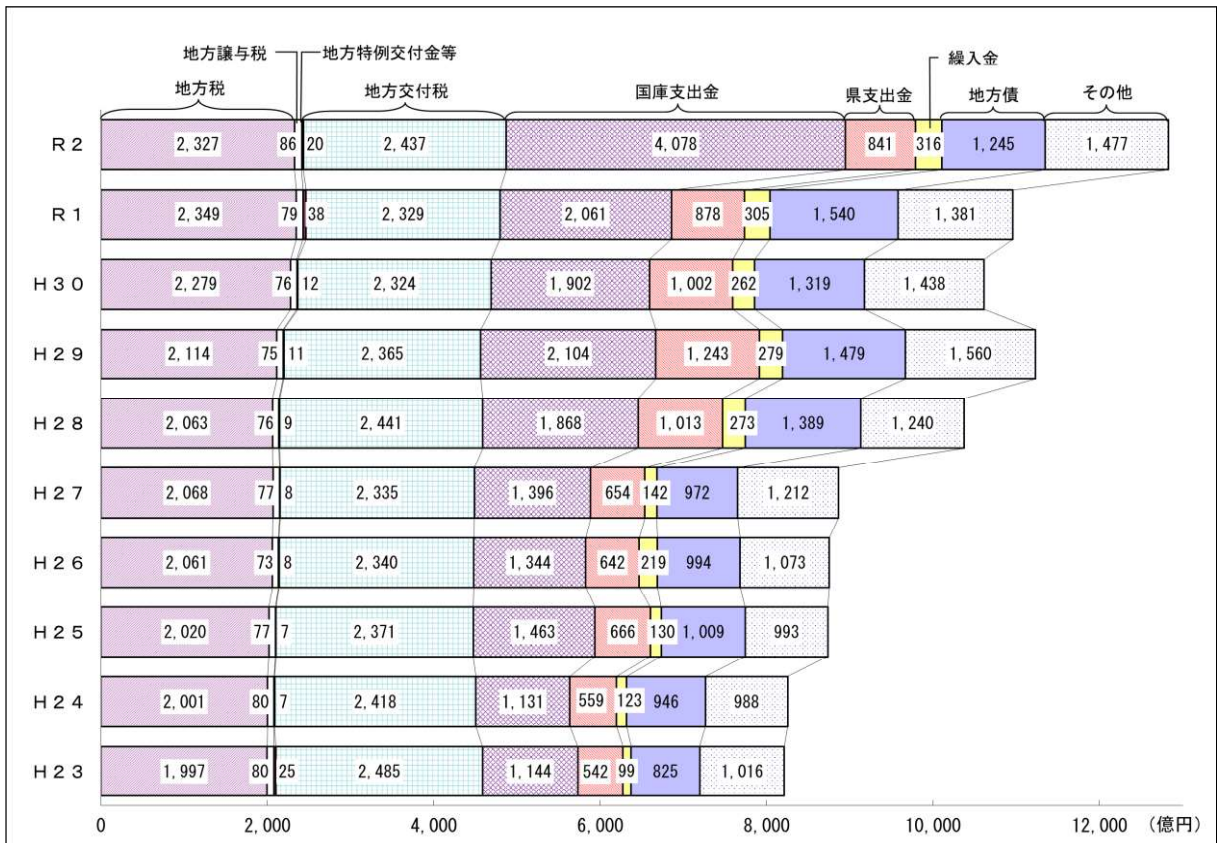 地方譲与税 地方特例交付金等 繰入金
地方税 地方交付税 国庫支出金 県支出金 地方債 その他
R2 2,327 86 20 2,437 4,078 841 316 1,245 1,477
R1 2,349 79 38 2,329 2,061 878 305 1,540 1,381
H30 2,279 76 12 2,324 1,902 1,002 262 1,319 1,438
H29 2,114 75 11 2,365 2,104 1,243 279 1,479 1,560
H28 2,063 76 9 2,441 1,868 1,013 273 1,389 1,240
H27 2,068 77 8 2,335 1,396 654 142 972 1,212
H26 2,061 73 8 2,340 1,344 642 219 994 1,073
H25 2,020 77 7 2,371 1,463 666 130 1,009 993
H24 2,001 80 7 2,418 1,131 559 123 946 988
H23 1,997 80 25 2,485 1,144 542 99 825 1,016
0 2,000 4,000 6,000 8,000 10,000 12,000 (億円)